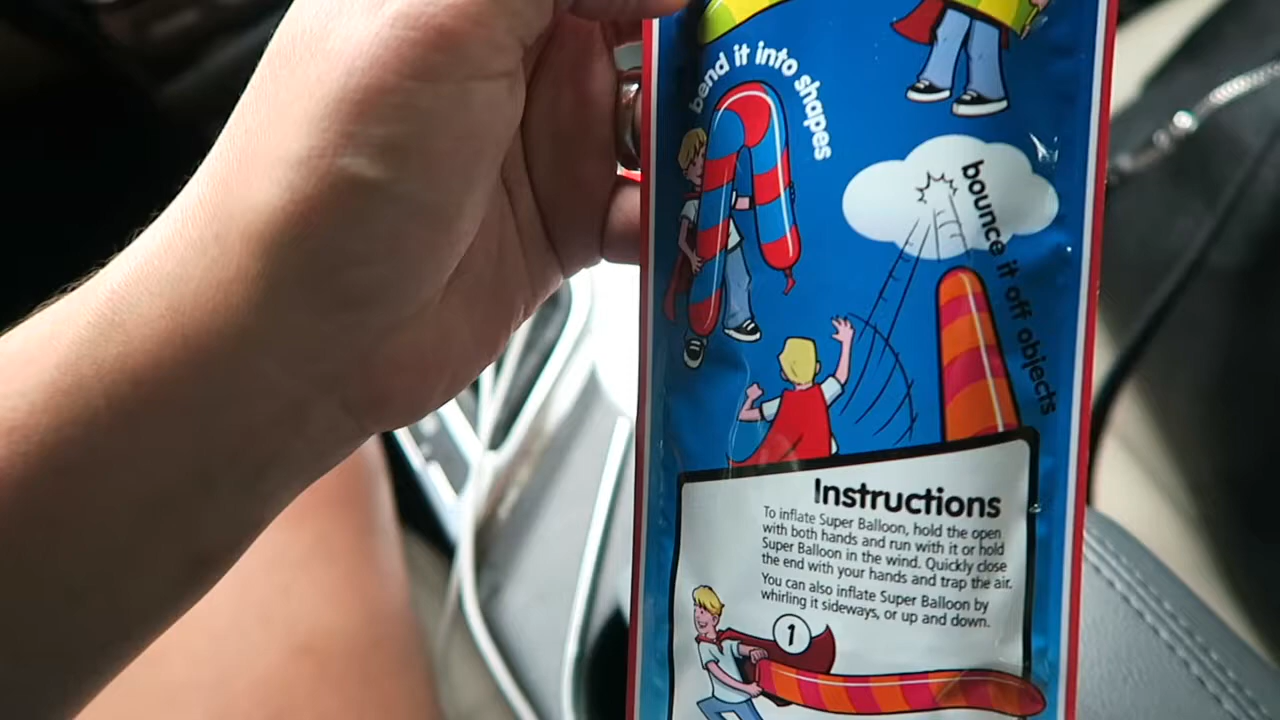 bend it into shapes
bounce it off objects
Instructions
To inflate Super Balloon, hold the open
with both hands and run with it or hold
Super Balloon in the wind. Quickly close
the end with your hands and trap the air.
You can also inflate Super Balloon by
whirling it sideways, or up and down.
1